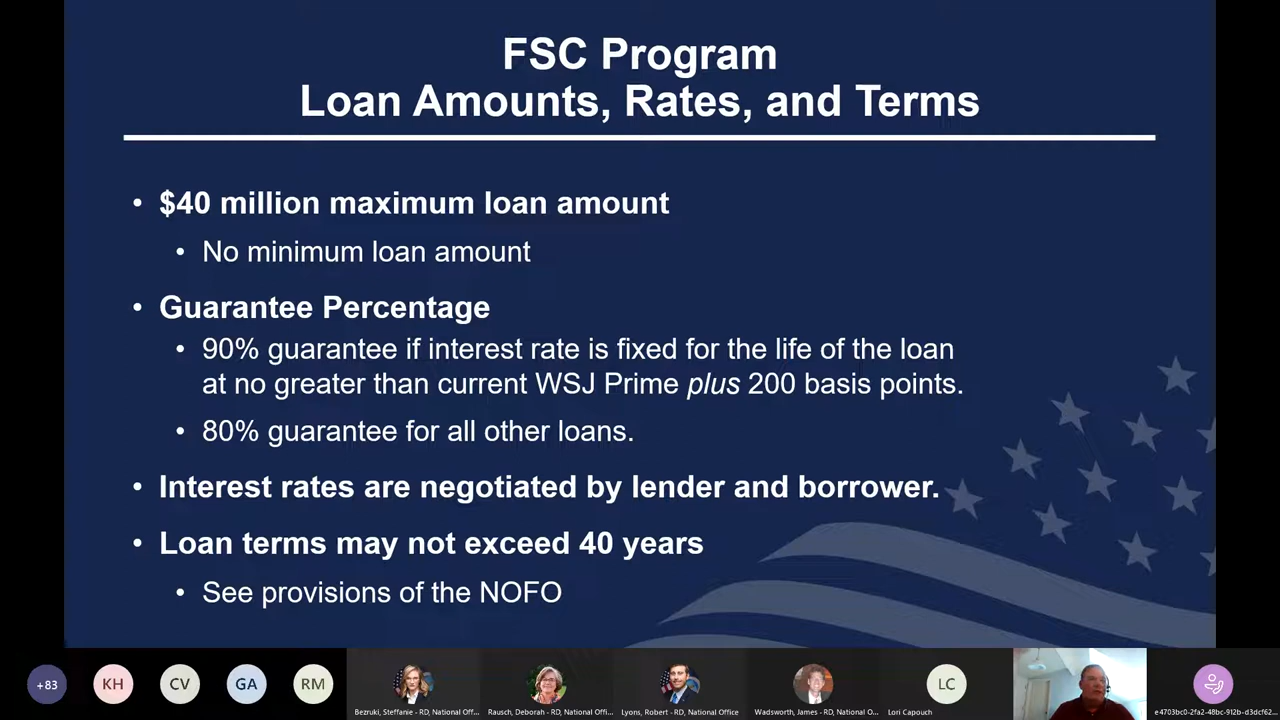 FSC Program
Loan Amounts, Rates, and Terms
• $40 million maximum loan amount
• No minimum loan amount
• Guarantee Percentage
• 90% guarantee if interest rate is fixed for the life of the loan
at no greater than current WSJ Prime plus 200 basis points.
• 80% guarantee for all other loans.
• Interest rates are negotiated by lender and borrower.
• Loan terms may not exceed 40 years
• See provisions of the NOFO
+83 KH CV GA RM LC
Bezruki, Steffanie - RD, National Off... Rausch, Deborah - RD, National Offi... Lyons, Robert - RD, National Office Wadsworth, James - RD, National O... Lori Capouch e4703bc0-2fa2-48bc-912b-d3dcf62...